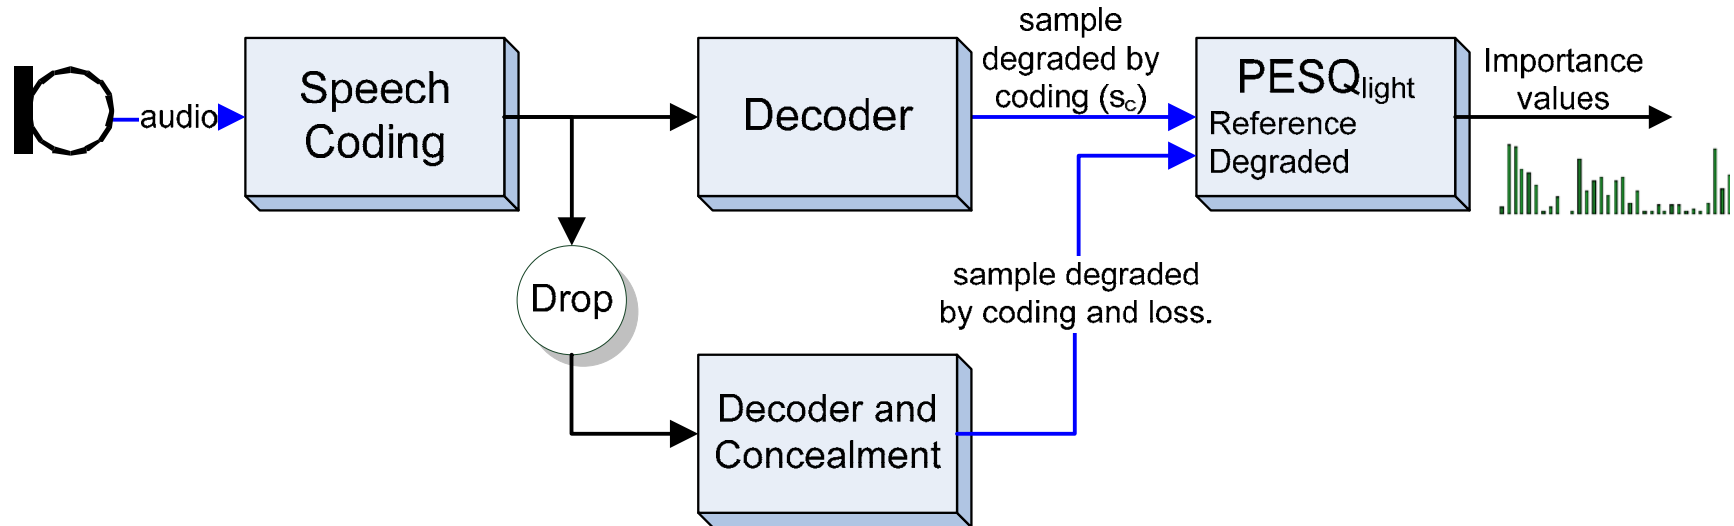 audio
Speech
Coding
Decoder
sample
degraded by
coding (sc)
PESQlight
Reference
Degraded
Importance
values
Drop
sample degraded
by coding and loss.
Decoder and
Concealment